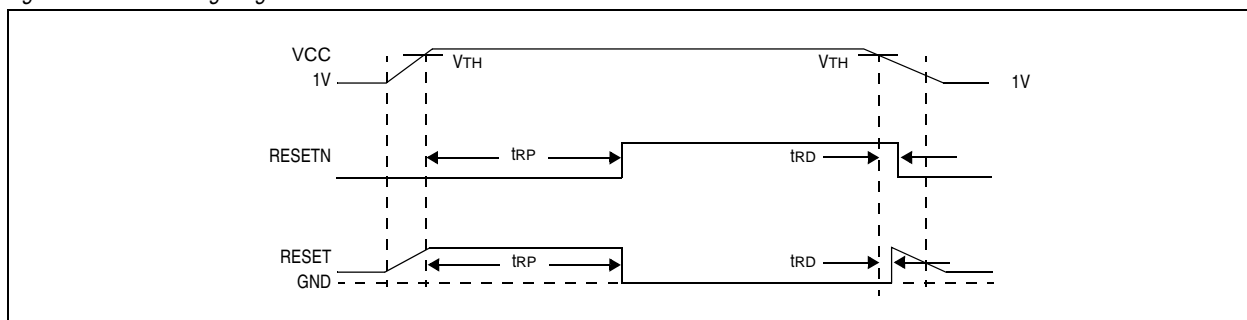 VCC
VTH
VTH
1V
1V
RESETN
tRP
tRD
RESET
tRP
tRD
GND